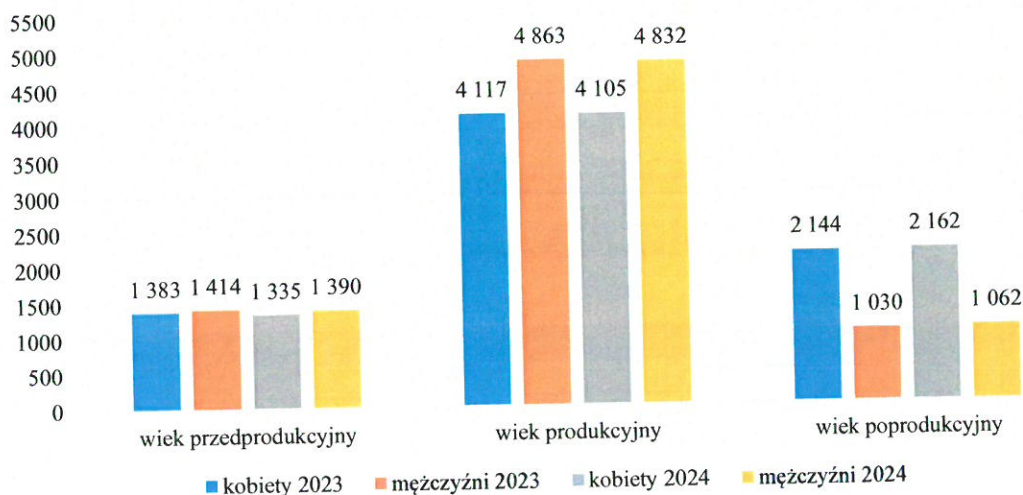 5500
5000
4500
4000
3500
3000
2500
2000
1500
1000
500
0
1 383 1 414 1 335 1 390
4 117 4 863 4 105 4 832
2 144 1 030 2 162 1 062
wiek przedprodukcyjny wiek produkcyjny wiek poprodukcyjny
kobiety 2023 mężczyźni 2023 kobiety 2024 mężczyźni 2024